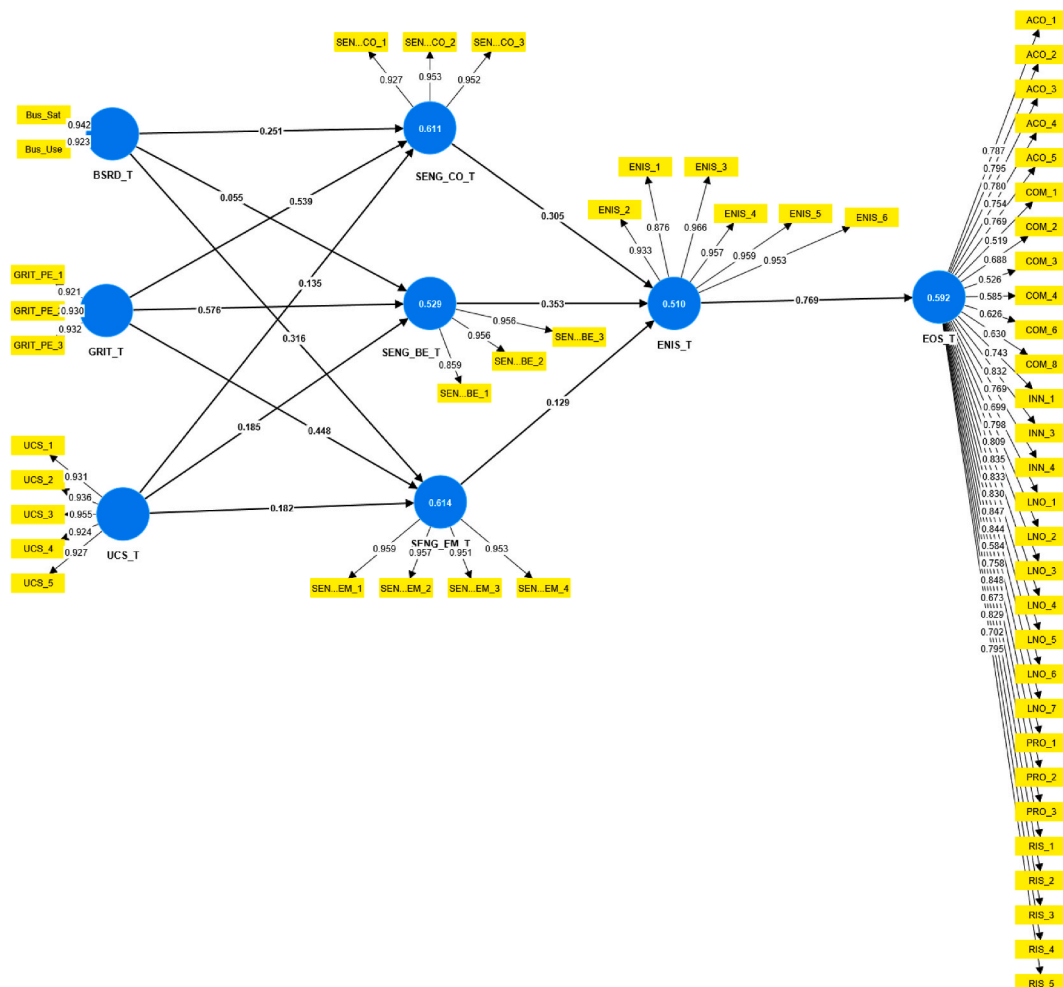 SEN...CO_1
SEN...CO_2
SEN...CO_3
0.927
0.953
0.952
Bus_Sat
0.942
Bus_Use
0.923
BSRD_T
0.251
0.611
SENG_CO_T
0.055
0.539
0.135
0.305
GRIT_PE_1
0.921
GRIT_PE_
0.930
GRIT_PE_3
0.932
GRIT_T
0.576
0.316
0.529
SENG_BE_T
0.956
SEN...BE_3
0.956
SEN...BE_2
0.859
SEN...BE_1
0.353
ENIS_1
ENIS_3
ENIS_2
ENIS_4
ENIS_5
ENIS_6
0.876
0.966
0.933
0.957
0.959
0.953
0.510
ENIS_T
0.769
0.592
EOS_T
0.185
0.448
0.129
UCS_1
0.931
UCS_2
0.936
UCS_3
0.955
UCS_4
0.924
UCS_5
0.927
UCS_T
0.182
0.614
SENG_EM_T
0.959
0.957
0.951
0.953
SEN...EM_1
SEN...EM_2
SEN...EM_3
SEN...EM_4
0.787
0.795
0.780
0.754
0.769
0.519
0.688
0.526
0.585
0.626
0.630
0.743
0.832
0.769
0.699
0.798
0.809
0.835
0.833
0.830
0.847
0.844
0.584
0.758
0.848
0.673
0.829
0.702
0.795
ACO_1
ACO_2
ACO_3
ACO_4
ACO_5
COM_1
COM_2
COM_3
COM_4
COM_6
COM_8
INN_1
INN_3
INN_4
LNO_1
LNO_2
LNO_3
LNO_4
LNO_5
LNO_6
LNO_7
PRO_1
PRO_2
PRO_3
RIS_1
RIS_2
RIS_3
RIS_4
RIS_5